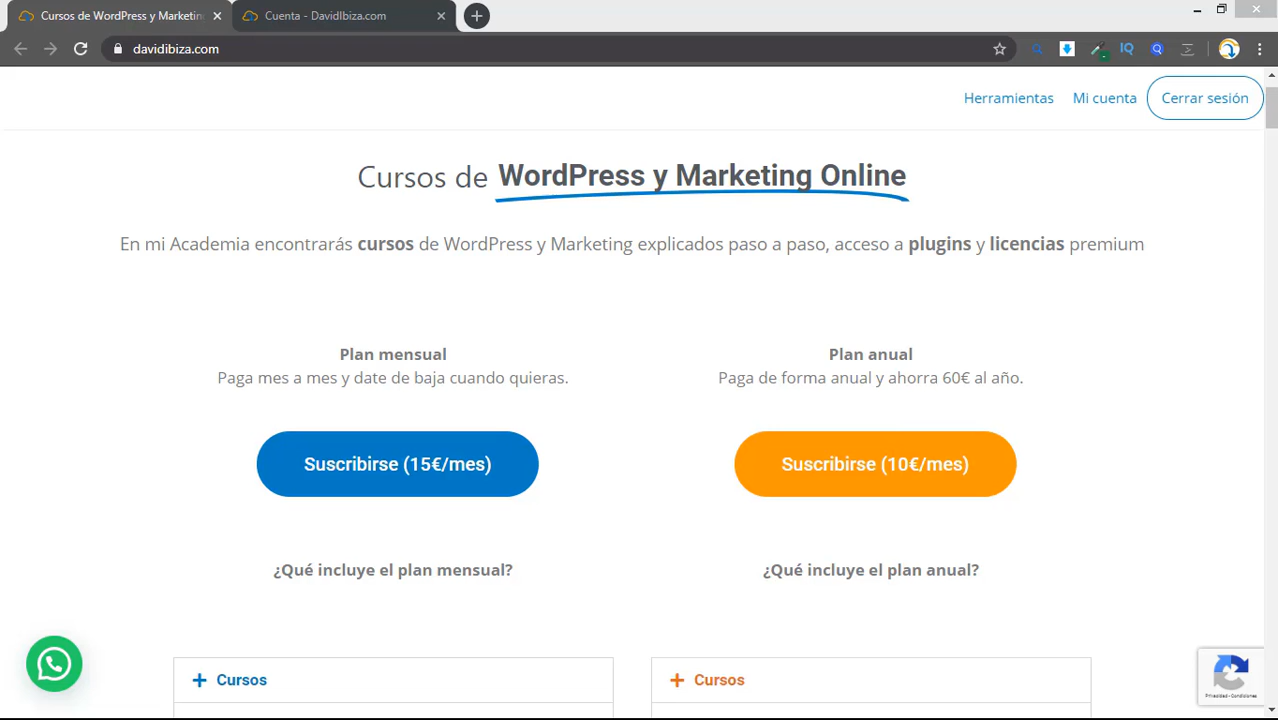 Cursos de WordPress y Marketin
Cuenta - DavidIbiza.com
davidibiza.com
IQ
Herramientas
Mi cuenta
Cerrar sesión
Cursos de WordPress y Marketing Online
En mi Academia encontrarás cursos de WordPress y Marketing explicados paso a paso, acceso a plugins y licencias premium
Plan mensual
Paga mes a mes y date de baja cuando quieras.
Suscribirse (15€/mes)
¿Qué incluye el plan mensual?
+ Cursos
Plan anual
Paga de forma anual y ahorra 60€ al año.
Suscribirse (10€/mes)
¿Qué incluye el plan anual?
+ Cursos
Privacidad - Condiciones